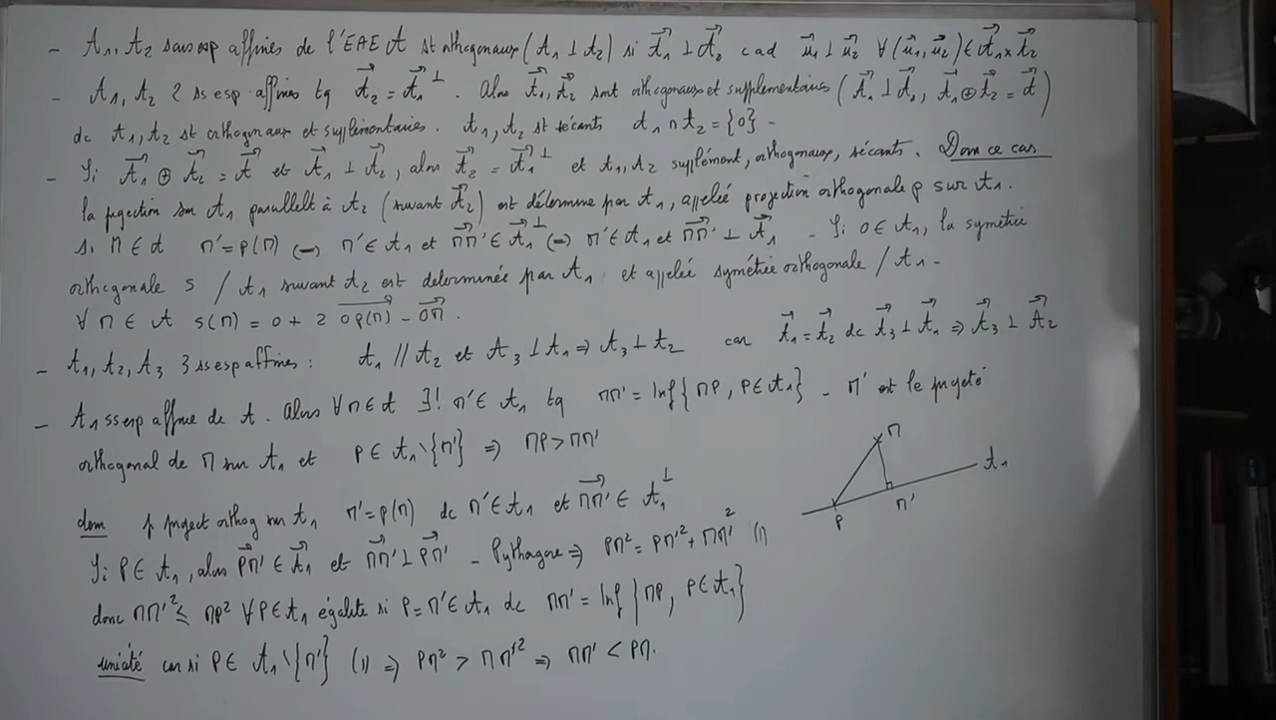 - A₁, A₂ sous esp affines de l'EAE A st orthogonaux (A₁ ⊥ A₂) si A⃗₁ ⊥ A⃗₂ cad u⃗₁ ⊥ u⃗₂ ∀(u⃗₁, u⃗₂) ∈ A⃗₁ × A⃗₂
- A₁, A₂ 2 ss esp affines tq A⃗₂ = A⃗₁^⊥. Alors A⃗₁, A⃗₂ sont orthogonaux et supplémentaires (A⃗₁ ⊥ A⃗₂, A⃗₁ ⊕ A⃗₂ = A⃗)
dc A₁, A₂ st orthogonaux et supplémentaires. A₁, A₂ st sécants A₁ ∩ A₂ = {0} -
- Si A⃗₁ ⊕ A⃗₂ = A⃗ et A⃗₁ ⊥ A⃗₂, alors A⃗₂ = A⃗₁^⊥ et A₁, A₂ supplément, orthogonaux, sécants. Dans ce cas
la projection sur A₁ parallelt à A₂ (suivant A⃗₂) est détermine par A₁, appelée projection orthogonale p sur A₁.
si M ∈ A M' = p(M) ⟺ M' ∈ A₁ et MM'⃗ ∈ A⃗₁^⊥ ⟺ M' ∈ A₁ et MM'⃗ ⊥ A⃗₁ - Si O ∈ A₁, la symétrie
orthogonale s / A₁ suivant A₂ est determinée par A₁ et appelée symétrie orthogonale / A₁ -
∀ M ∈ A s(M) = O + 2 Op(M)⃗ - OM⃗.
- A₁, A₂, A₃ 3 ss esp affines : A₁ // A₂ et A₃ ⊥ A₁ ⇒ A₃ ⊥ A₂ car A⃗₁ = A⃗₂ dc A⃗₃ ⊥ A⃗₁ ⇒ A⃗₃ ⊥ A⃗₂
- A₁ ss esp affine de A. Alors ∀ M ∈ A ∃! M' ∈ A₁ tq MM' = Inf {MP, P ∈ A₁} - M' est le projeté
orthogonal de M sur A₁ et P ∈ A₁ \ {M'} ⇒ MP > MM'
M
A₁
M'
P
dem p project orthog sur A₁ M' = p(M) dc M' ∈ A₁ et MM'⃗ ∈ A⃗₁^⊥
Si P ∈ A₁, alors PM'⃗ ∈ A⃗₁ et MM'⃗ ⊥ PM'⃗ - Pythagore ⇒ PM² = PM'² + MM'² (1)
donc MM'² ≤ MP² ∀ P ∈ A₁ égalité si P = M' ∈ A₁ dc MM' = Inf {MP, P ∈ A₁}
unicité car si P ∈ A₁ \ {M'} (1) ⇒ PM² > MM'² ⇒ MM' < PM.